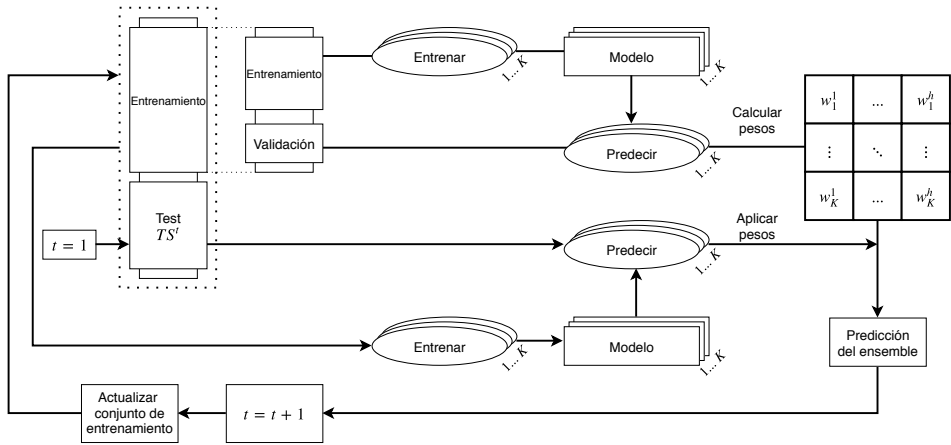 Entrenamiento
Entrenamiento
Validación
Entrenar
1... K
Modelo
1... K
Predecir
1... K
Calcular
pesos
w_1^1 ... w_1^h
⋮ ⋱ ⋮
w_K^1 ... w_K^h
Test
TS^t
t = 1
Predecir
1... K
Aplicar
pesos
Entrenar
1... K
Modelo
1... K
Predicción
del ensemble
t = t + 1
Actualizar
conjunto de
entrenamiento